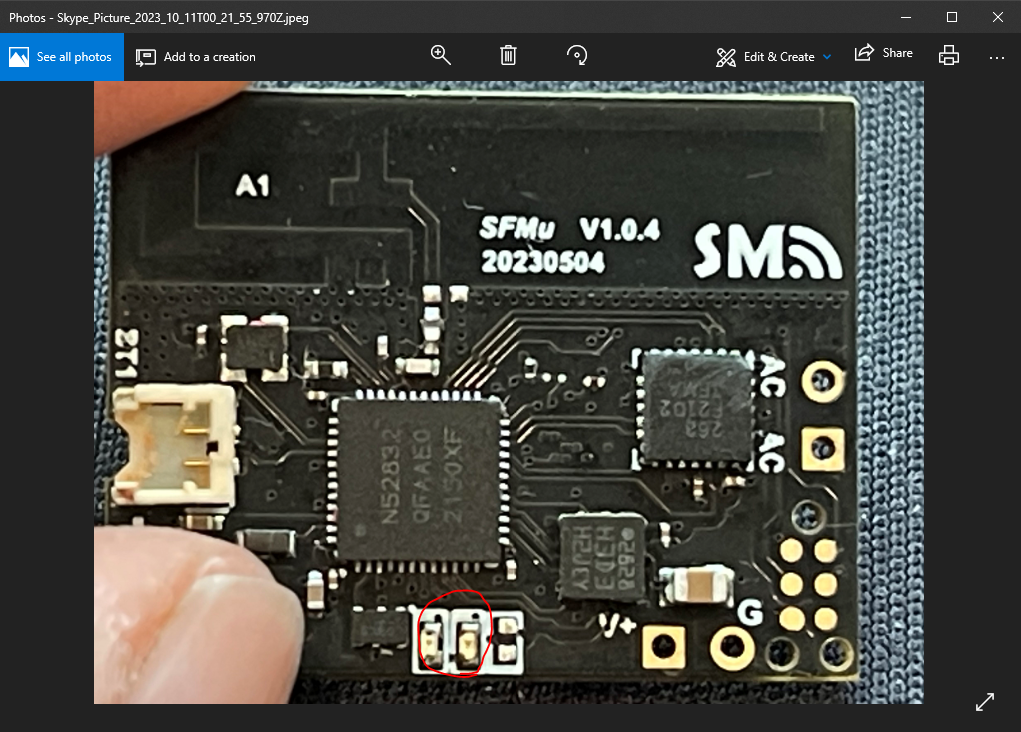 Photos - Skype_Picture_2023_10_11T00_21_55_970Z.jpeg
See all photos
Add to a creation
Edit & Create
Share
A1
SFMu V1.0.4
20230504
SM
2T1
AC
AC
N52832
QFAAE0
2150XF
V+
G